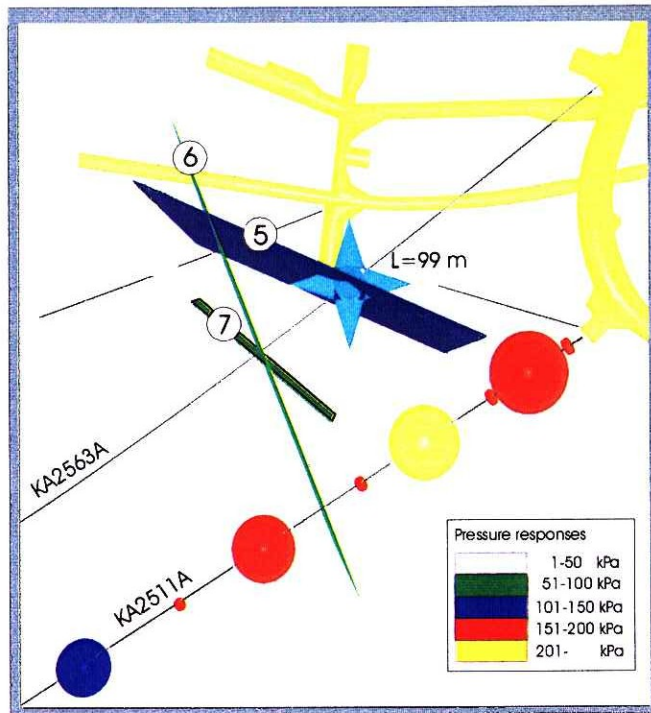 6
5
L=99 m
7
KA2563A
KA2511A
Pressure responses
1-50 kPa
51-100 kPa
101-150 kPa
151-200 kPa
201- kPa